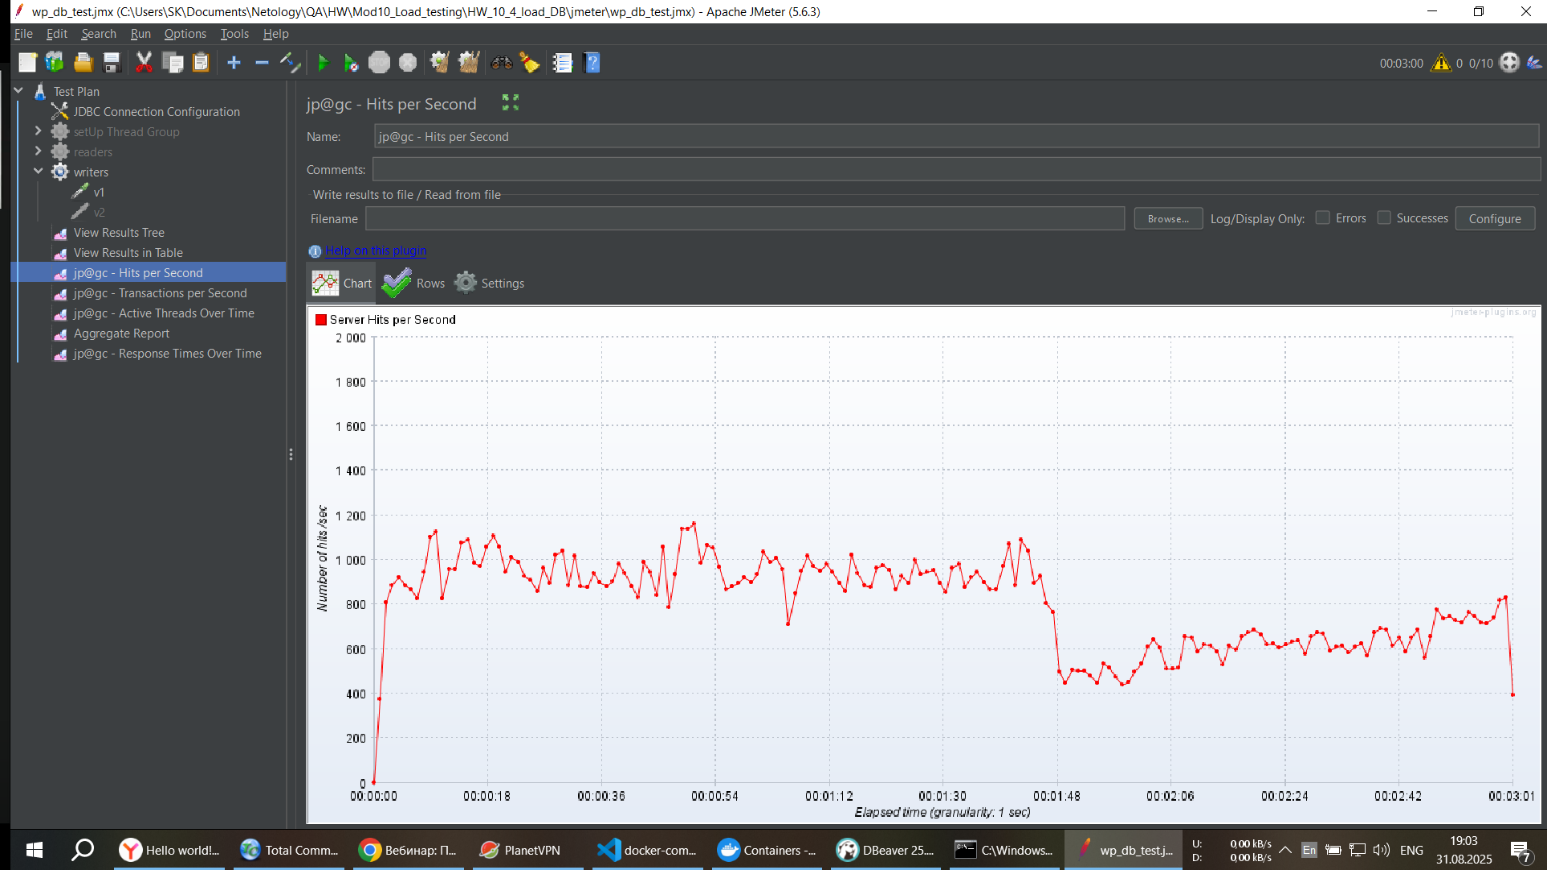 wp_db_test.jmx (C:\Users\SK\Documents\Netology\QA\HW\Mod10_Load_testing\HW_10_4_load_DB\jmeter\wp_db_test.jmx) - Apache JMeter (5.6.3)
File Edit Search Run Options Tools Help
00:03:00 0 0/10
Test Plan
JDBC Connection Configuration
setUp Thread Group
readers
writers
v1
v2
View Results Tree
View Results in Table
jp@gc - Hits per Second
jp@gc - Transactions per Second
jp@gc - Active Threads Over Time
Aggregate Report
jp@gc - Response Times Over Time
jp@gc - Hits per Second
Name: jp@gc - Hits per Second
Comments:
Write results to file / Read from file
Filename Browse... Log/Display Only: Errors Successes Configure
Help on this plugin
Chart Rows Settings
Server Hits per Second
jmeter-plugins.org
2 000
1 800
1 600
1 400
1 200
1 000
800
600
400
200
0
Number of hits /sec
00:00:00 00:00:18 00:00:36 00:00:54 00:01:12 00:01:30 00:01:48 00:02:06 00:02:24 00:02:42 00:03:01
Elapsed time (granularity: 1 sec)
Hello world!... Total Comm... Вебинар: П... PlanetVPN docker-com... Containers -... DBeaver 25.... C:\Windows... wp_db_test.j...
U: 0,00 kB/s
D: 0,00 kB/s
En ENG
19:03
31.08.2025
7